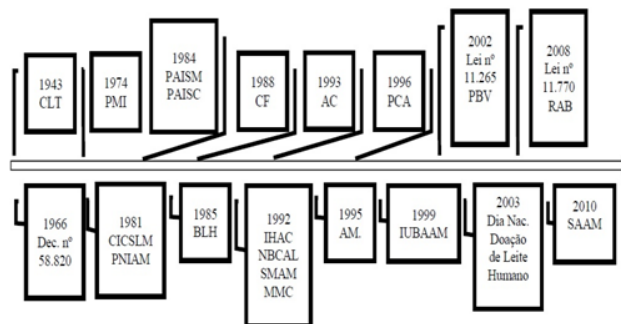 1943
CLT
1974
PMI
1984
PAISM
PAISC
1988
CF
1993
AC
1996
PCA
2002
Lei nº
11.265
PBV
2008
Lei nº
11.770
RAB
1966
Dec. nº
58.820
1981
CICSLM
PNIAM
1985
BLH
1992
IHAC
NBCAL
SMAM
MMC
1995
AM.
1999
IUBAAM
2003
Dia Nac.
Doação
de Leite
Humano
2010
SAAM